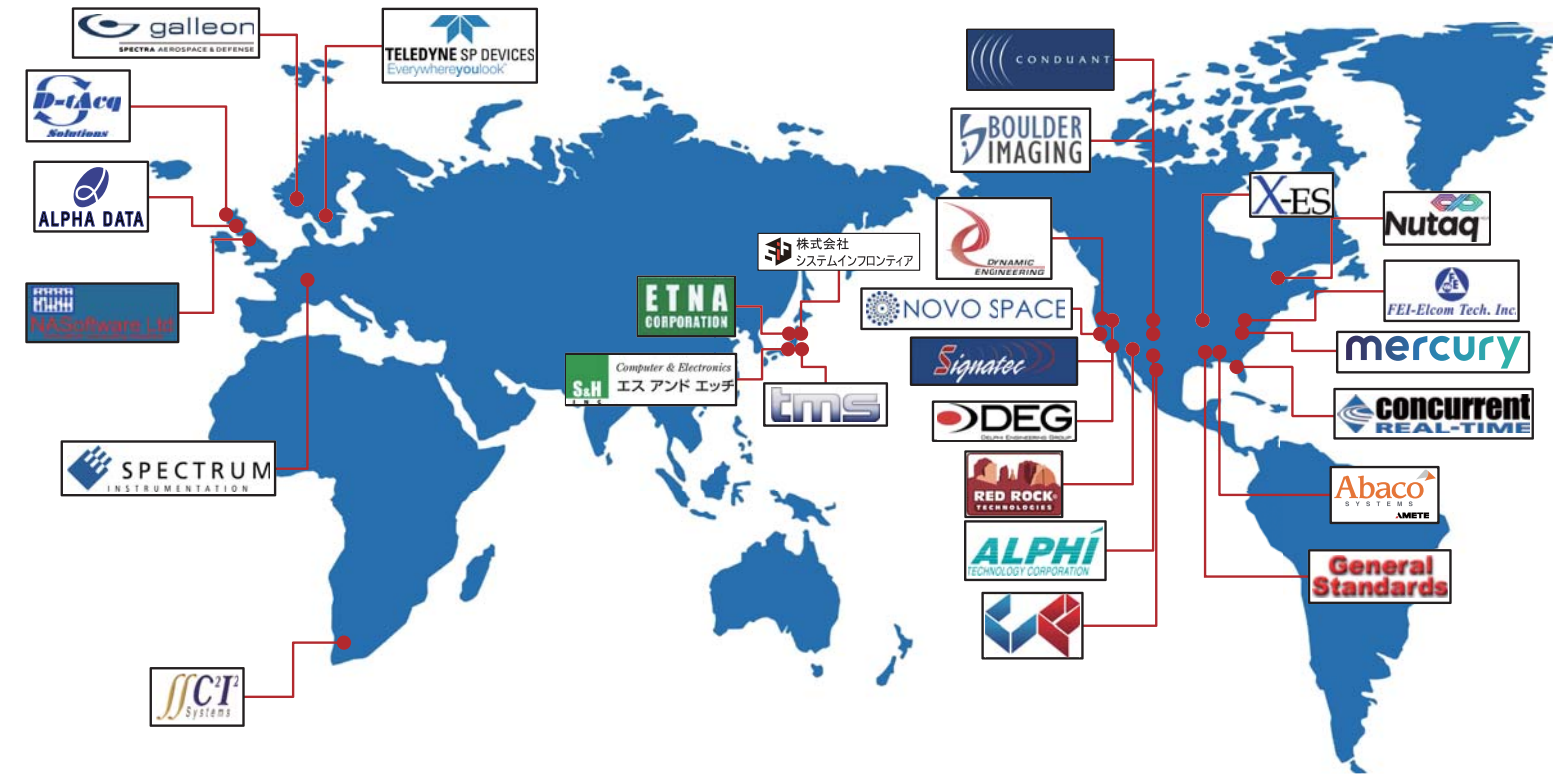 galleon
SPECTRA AEROSPACE & DEFENSE
TELEDYNE SP DEVICES
Everywhereyoulook
D-tAcq
Solutions
ALPHA DATA
NASoftware Ltd
SPECTRUM
INSTRUMENTATION
C²I²
Systems
株式会社
システムインフロンティア
ETNA
CORPORATION
S&H
INC
Computer & Electronics
エス アンド エッチ
tms
CONDUANT
BOULDER
IMAGING
DYNAMIC
ENGINEERING
NOVO SPACE
Signatec
DEG
DELPHI ENGINEERING GROUP
RED ROCK
TECHNOLOGIES
ALPHI
TECHNOLOGY CORPORATION
X-ES
Nutaq
FEI-Elcom Tech. Inc.
mercury
concurrent
REAL-TIME
Abaco
SYSTEMS
AMETE
General
Standards